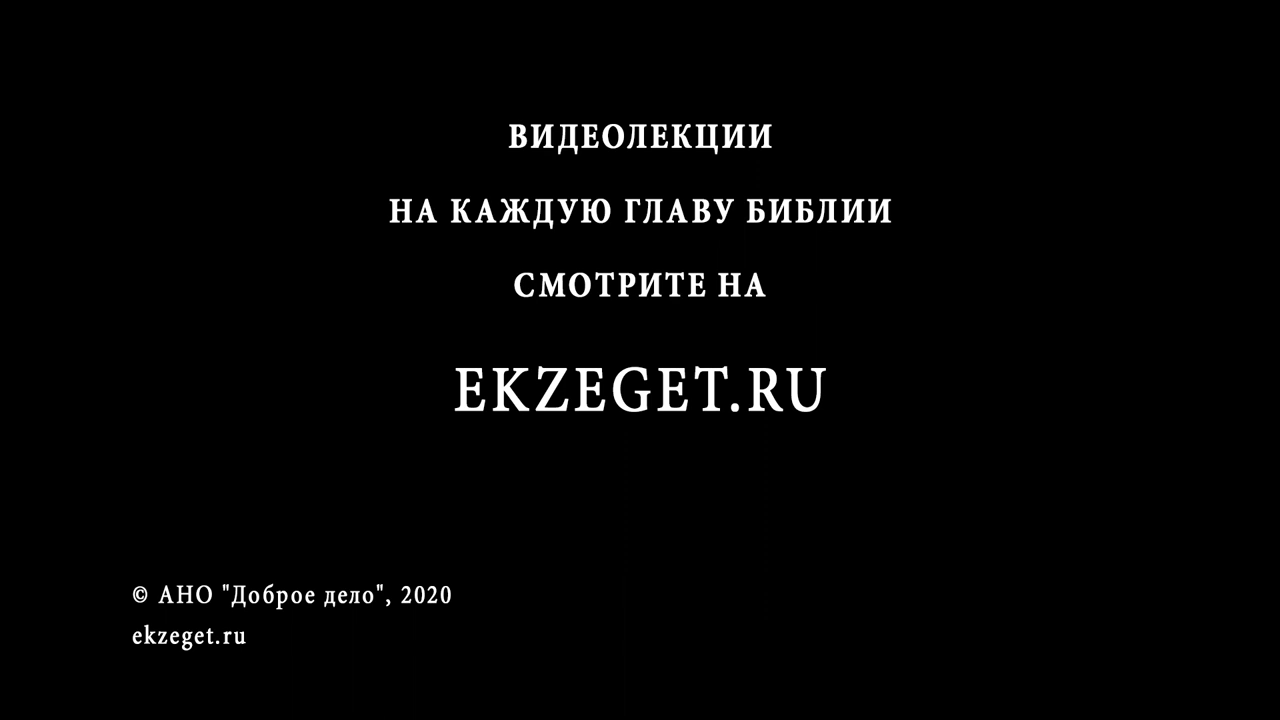 ВИДЕОЛЕКЦИИ
НА КАЖДУЮ ГЛАВУ БИБЛИИ
СМОТРИТЕ НА
EKZEGET.RU
© АНО "Доброе дело", 2020
ekzeget.ru